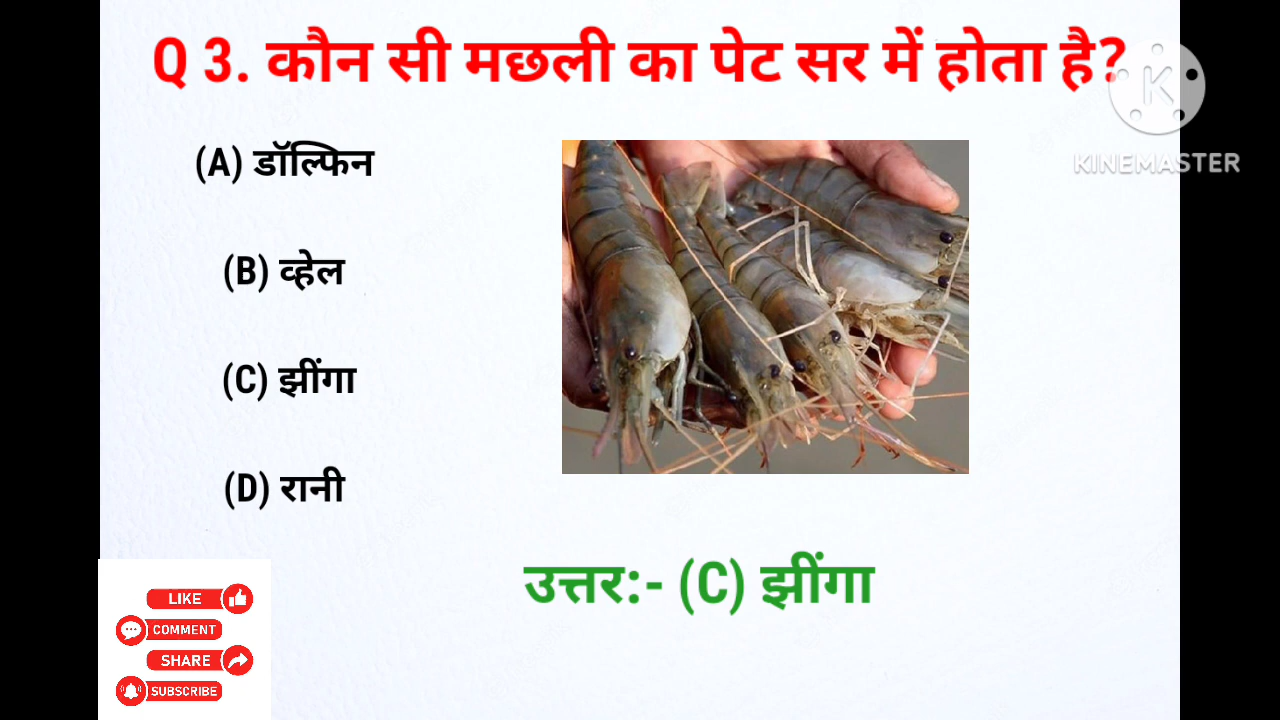 Q 3. कौन सी मछली का पेट सर में होता है?
KINEMASTER
(A) डॉल्फिन
(B) व्हेल
(C) झींगा
(D) रानी
उत्तर:- (C) झींगा
LIKE
COMMENT
SHARE
SUBSCRIBE